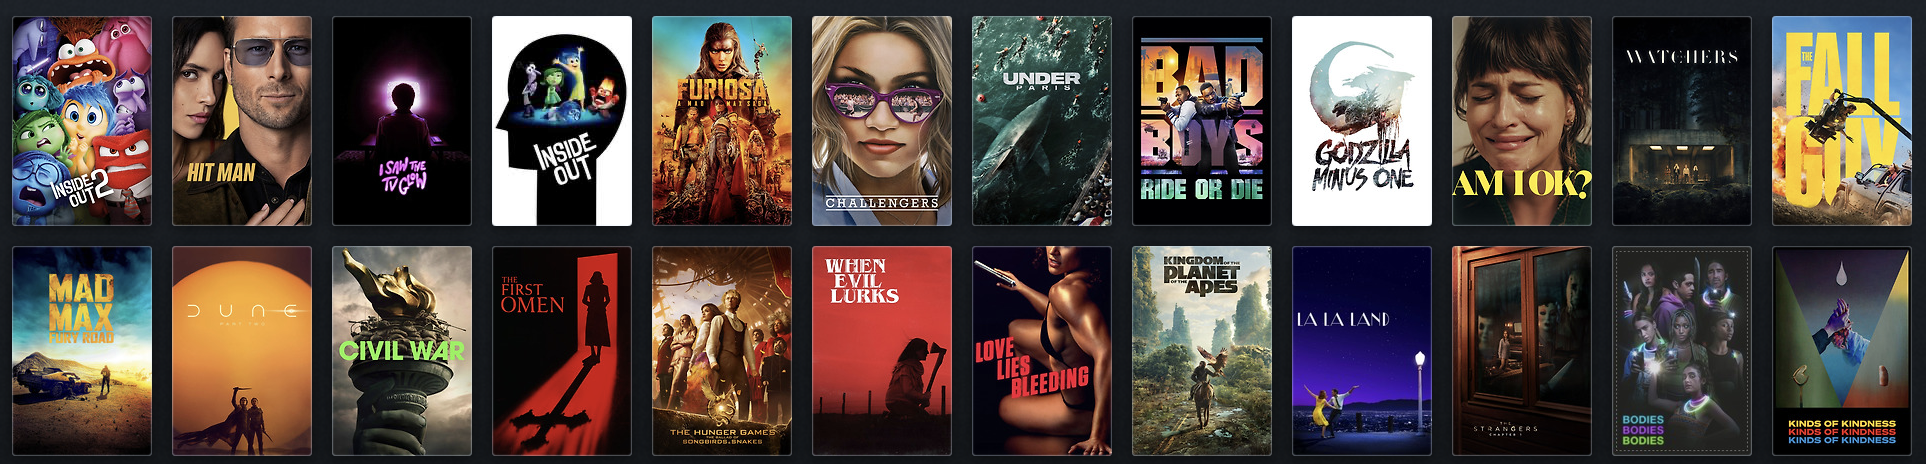 INSIDE
OUT 2
HIT MAN
I SAW THE
TV GLOW
INSIDE
OUT
FURIOSA
A MAD MAX SAGA
CHALLENGERS
UNDER
PARIS
BAD
BOYS
RIDE OR DIE
GODZILLA
MINUS ONE
AM I OK?
WATCHERS
THE
FALL
GUY
MAD
MAX
FURY ROAD
DUNE
PART TWO
CIVIL WAR
THE
FIRST
OMEN
THE HUNGER GAMES
THE BALLAD OF
SONGBIRDS & SNAKES
WHEN
EVIL
LURKS
LOVE
LIES
BLEEDING
KINGDOM OF THE
PLANET
OF THE APES
LA LA LAND
THE
STRANGERS
CHAPTER 1
BODIES
BODIES
BODIES
KINDS OF KINDNESS
KINDS OF KINDNESS
KINDS OF KINDNESS